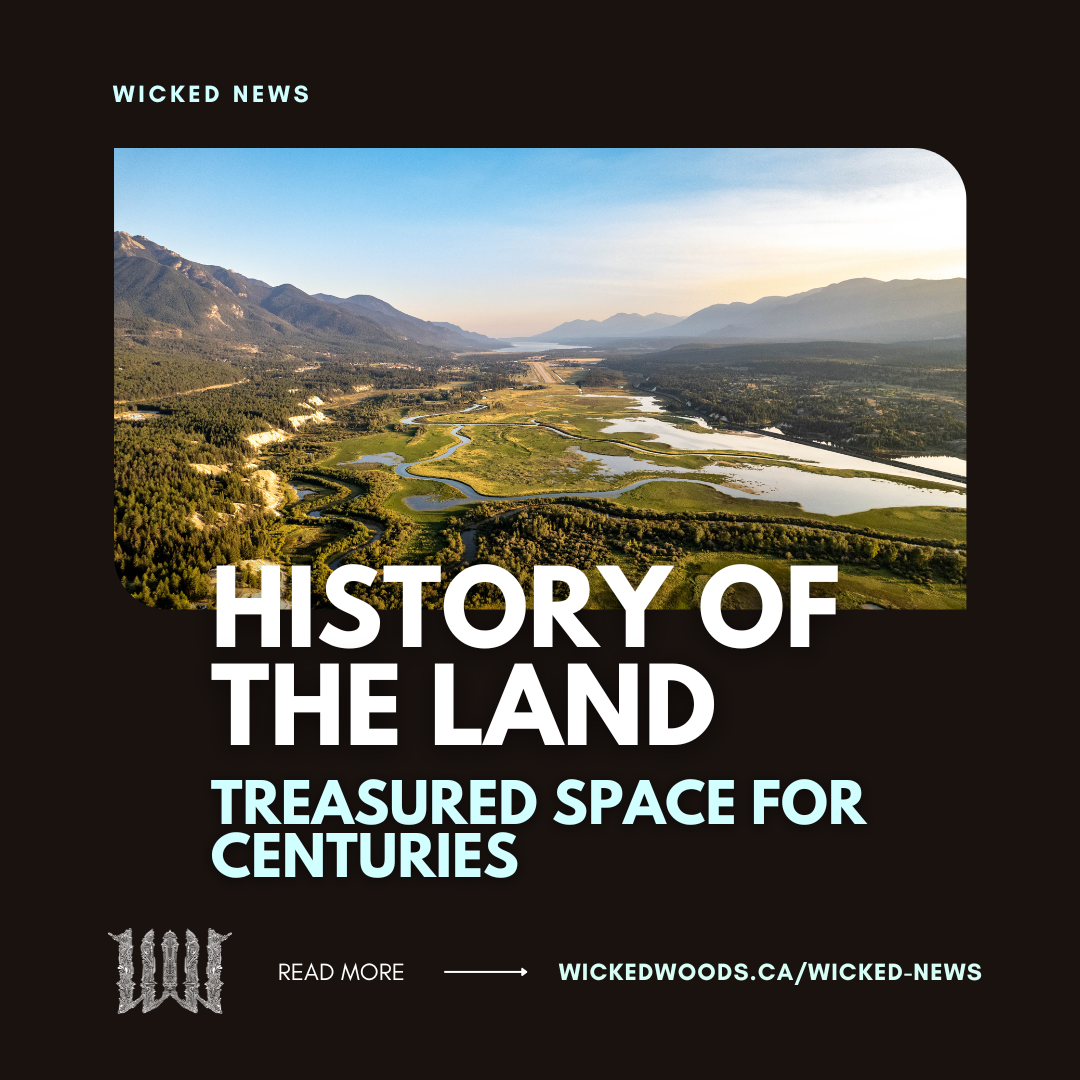 WICKED NEWS
HISTORY OF
THE LAND
TREASURED SPACE FOR
CENTURIES
READ MORE
WICKEDWOODS.CA/WICKED-NEWS